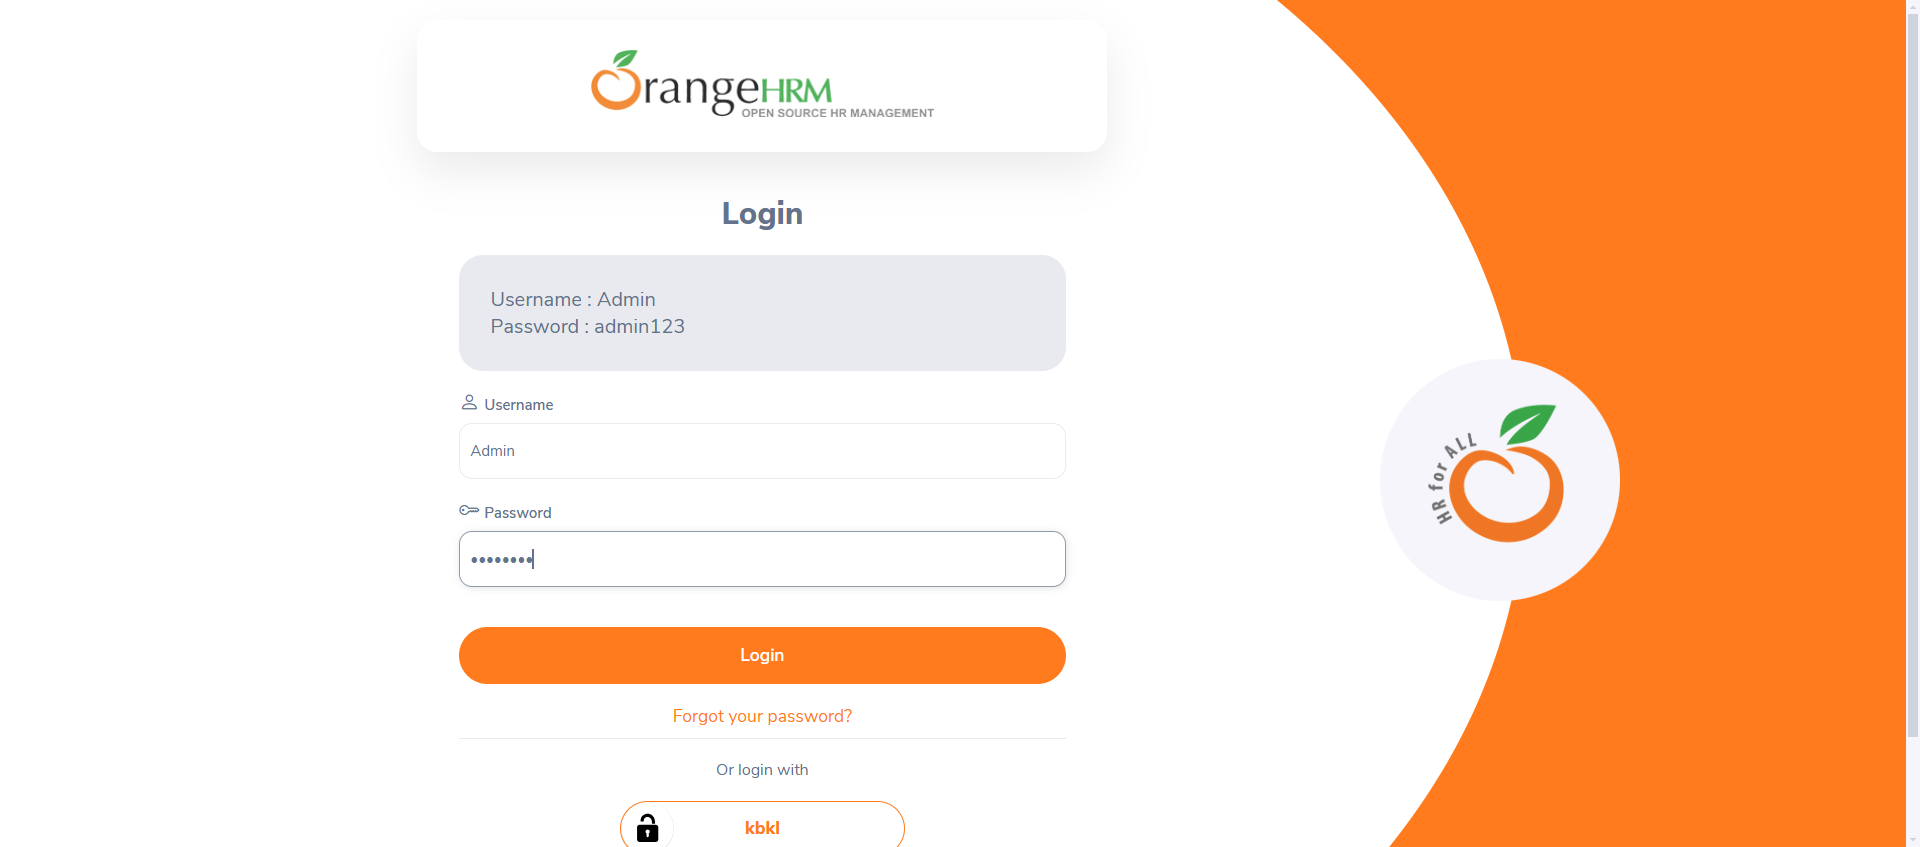 OrangeHRM
OPEN SOURCE HR MANAGEMENT
Login
Username : Admin
Password : admin123
Username
Admin
Password
••••••••
Login
Forgot your password?
Or login with
kbkl
HR for ALL